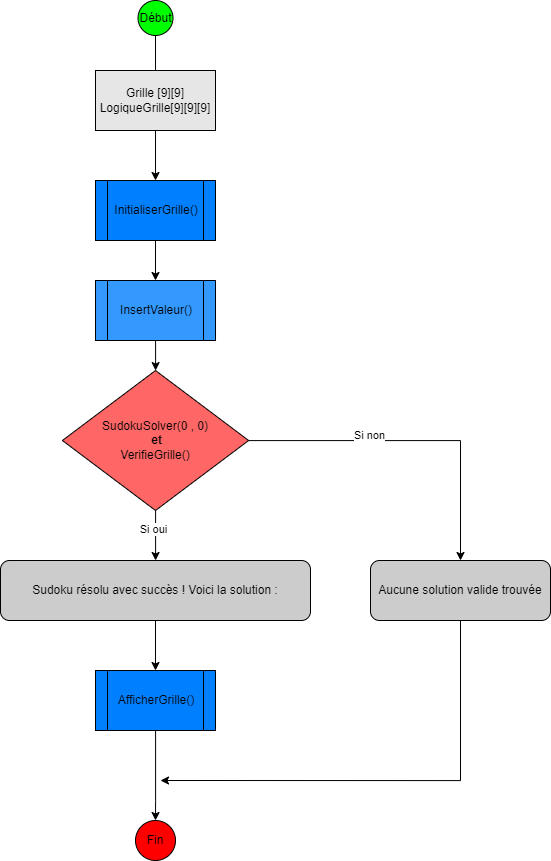 Début
Grille [9][9]
LogiqueGrille[9][9][9]
InitialiserGrille()
InsertValeur()
SudokuSolver(0 , 0)
et
VerifieGrille()
Si non
Si oui
Sudoku résolu avec succès ! Voici la solution :
Aucune solution valide trouvée
AfficherGrille()
Fin